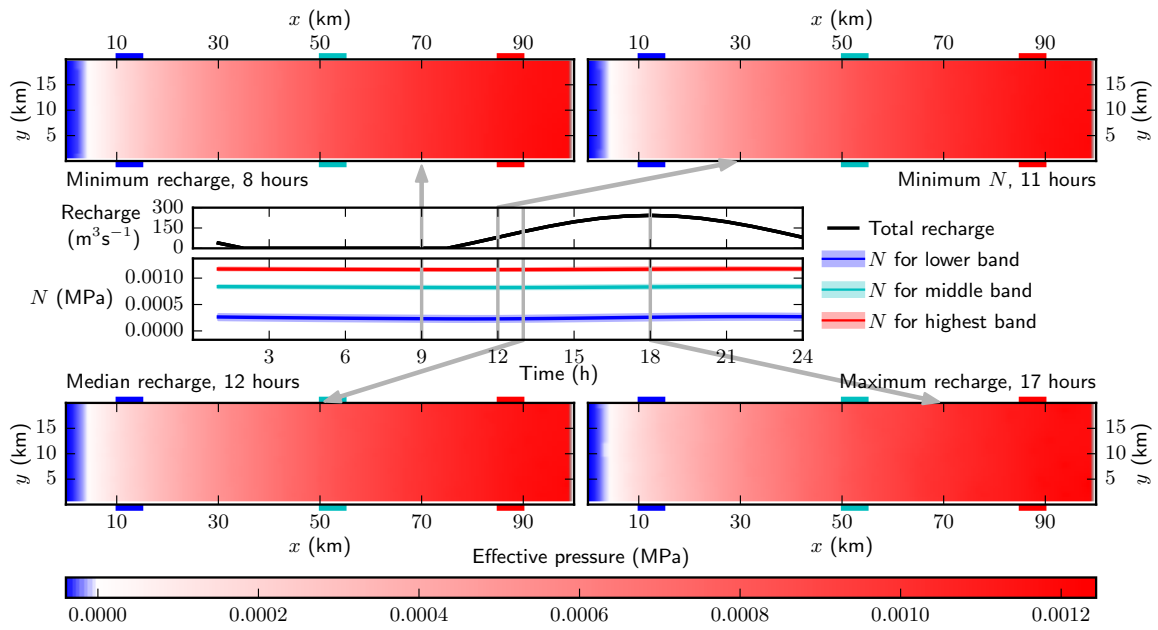 x (km) x (km)
10 30 50 70 90 10 30 50 70 90
y (km) 15 10 5 15 10 5 y (km)
Minimum recharge, 8 hours Minimum N, 11 hours
Recharge (m³s⁻¹) 300 150 0
Total recharge
N for lower band
N for middle band
N for highest band
N (MPa) 0.0010 0.0005 0.0000
3 6 9 12 15 18 21 24
Time (h)
Median recharge, 12 hours Maximum recharge, 17 hours
y (km) 15 10 5 15 10 5 y (km)
10 30 50 70 90 10 30 50 70 90
x (km) x (km)
Effective pressure (MPa)
0.0000 0.0002 0.0004 0.0006 0.0008 0.0010 0.0012